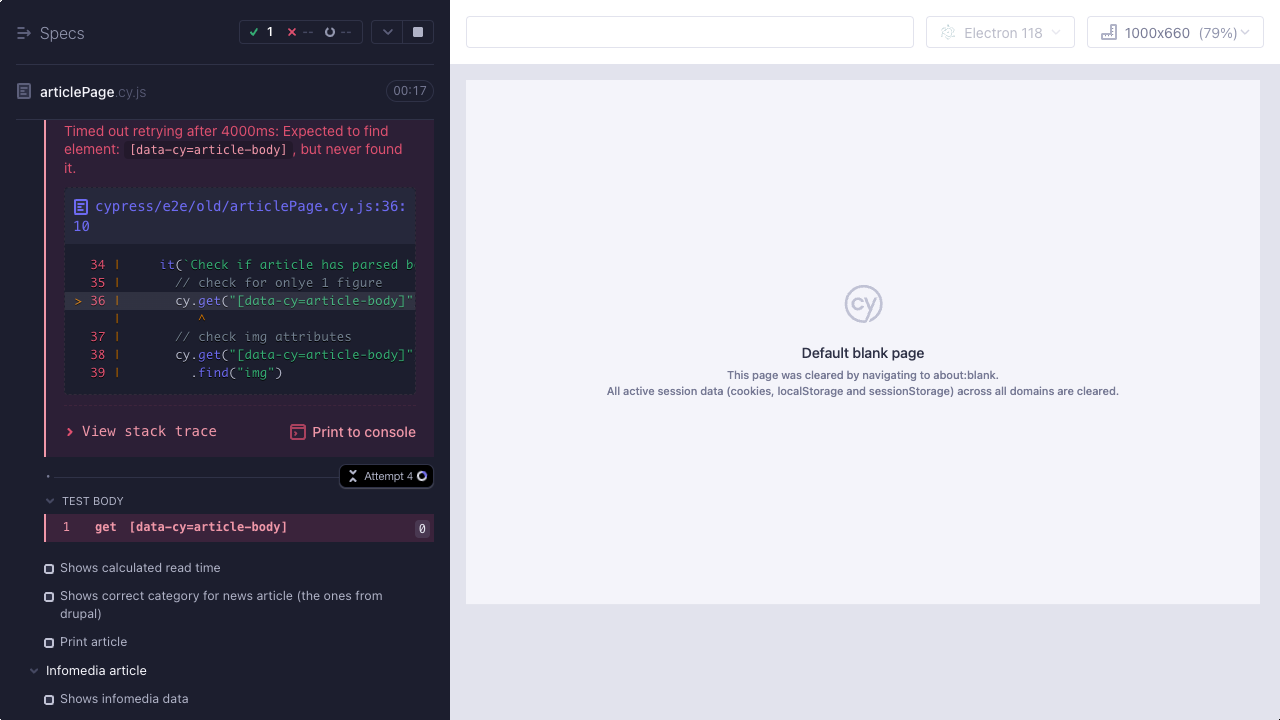 Specs
1
--
--
articlePage.cy.js
00:17
Timed out retrying after 4000ms: Expected to find
element: [data-cy=article-body], but never found
it.
cypress/e2e/old/articlePage.cy.js:36:
10
34 | it(`Check if article has parsed b
35 | // check for onlye 1 figure
> 36 | cy.get("[data-cy=article-body]"
| ^
37 | // check img attributes
38 | cy.get("[data-cy=article-body]"
39 | .find("img")
View stack trace
Print to console
Attempt 4
TEST BODY
1 get [data-cy=article-body] 0
Shows calculated read time
Shows correct category for news article (the ones from
drupal)
Print article
Infomedia article
Shows infomedia data
Electron 118
1000x660 (79%)
cy
Default blank page
This page was cleared by navigating to about:blank.
All active session data (cookies, localStorage and sessionStorage) across all domains are cleared.